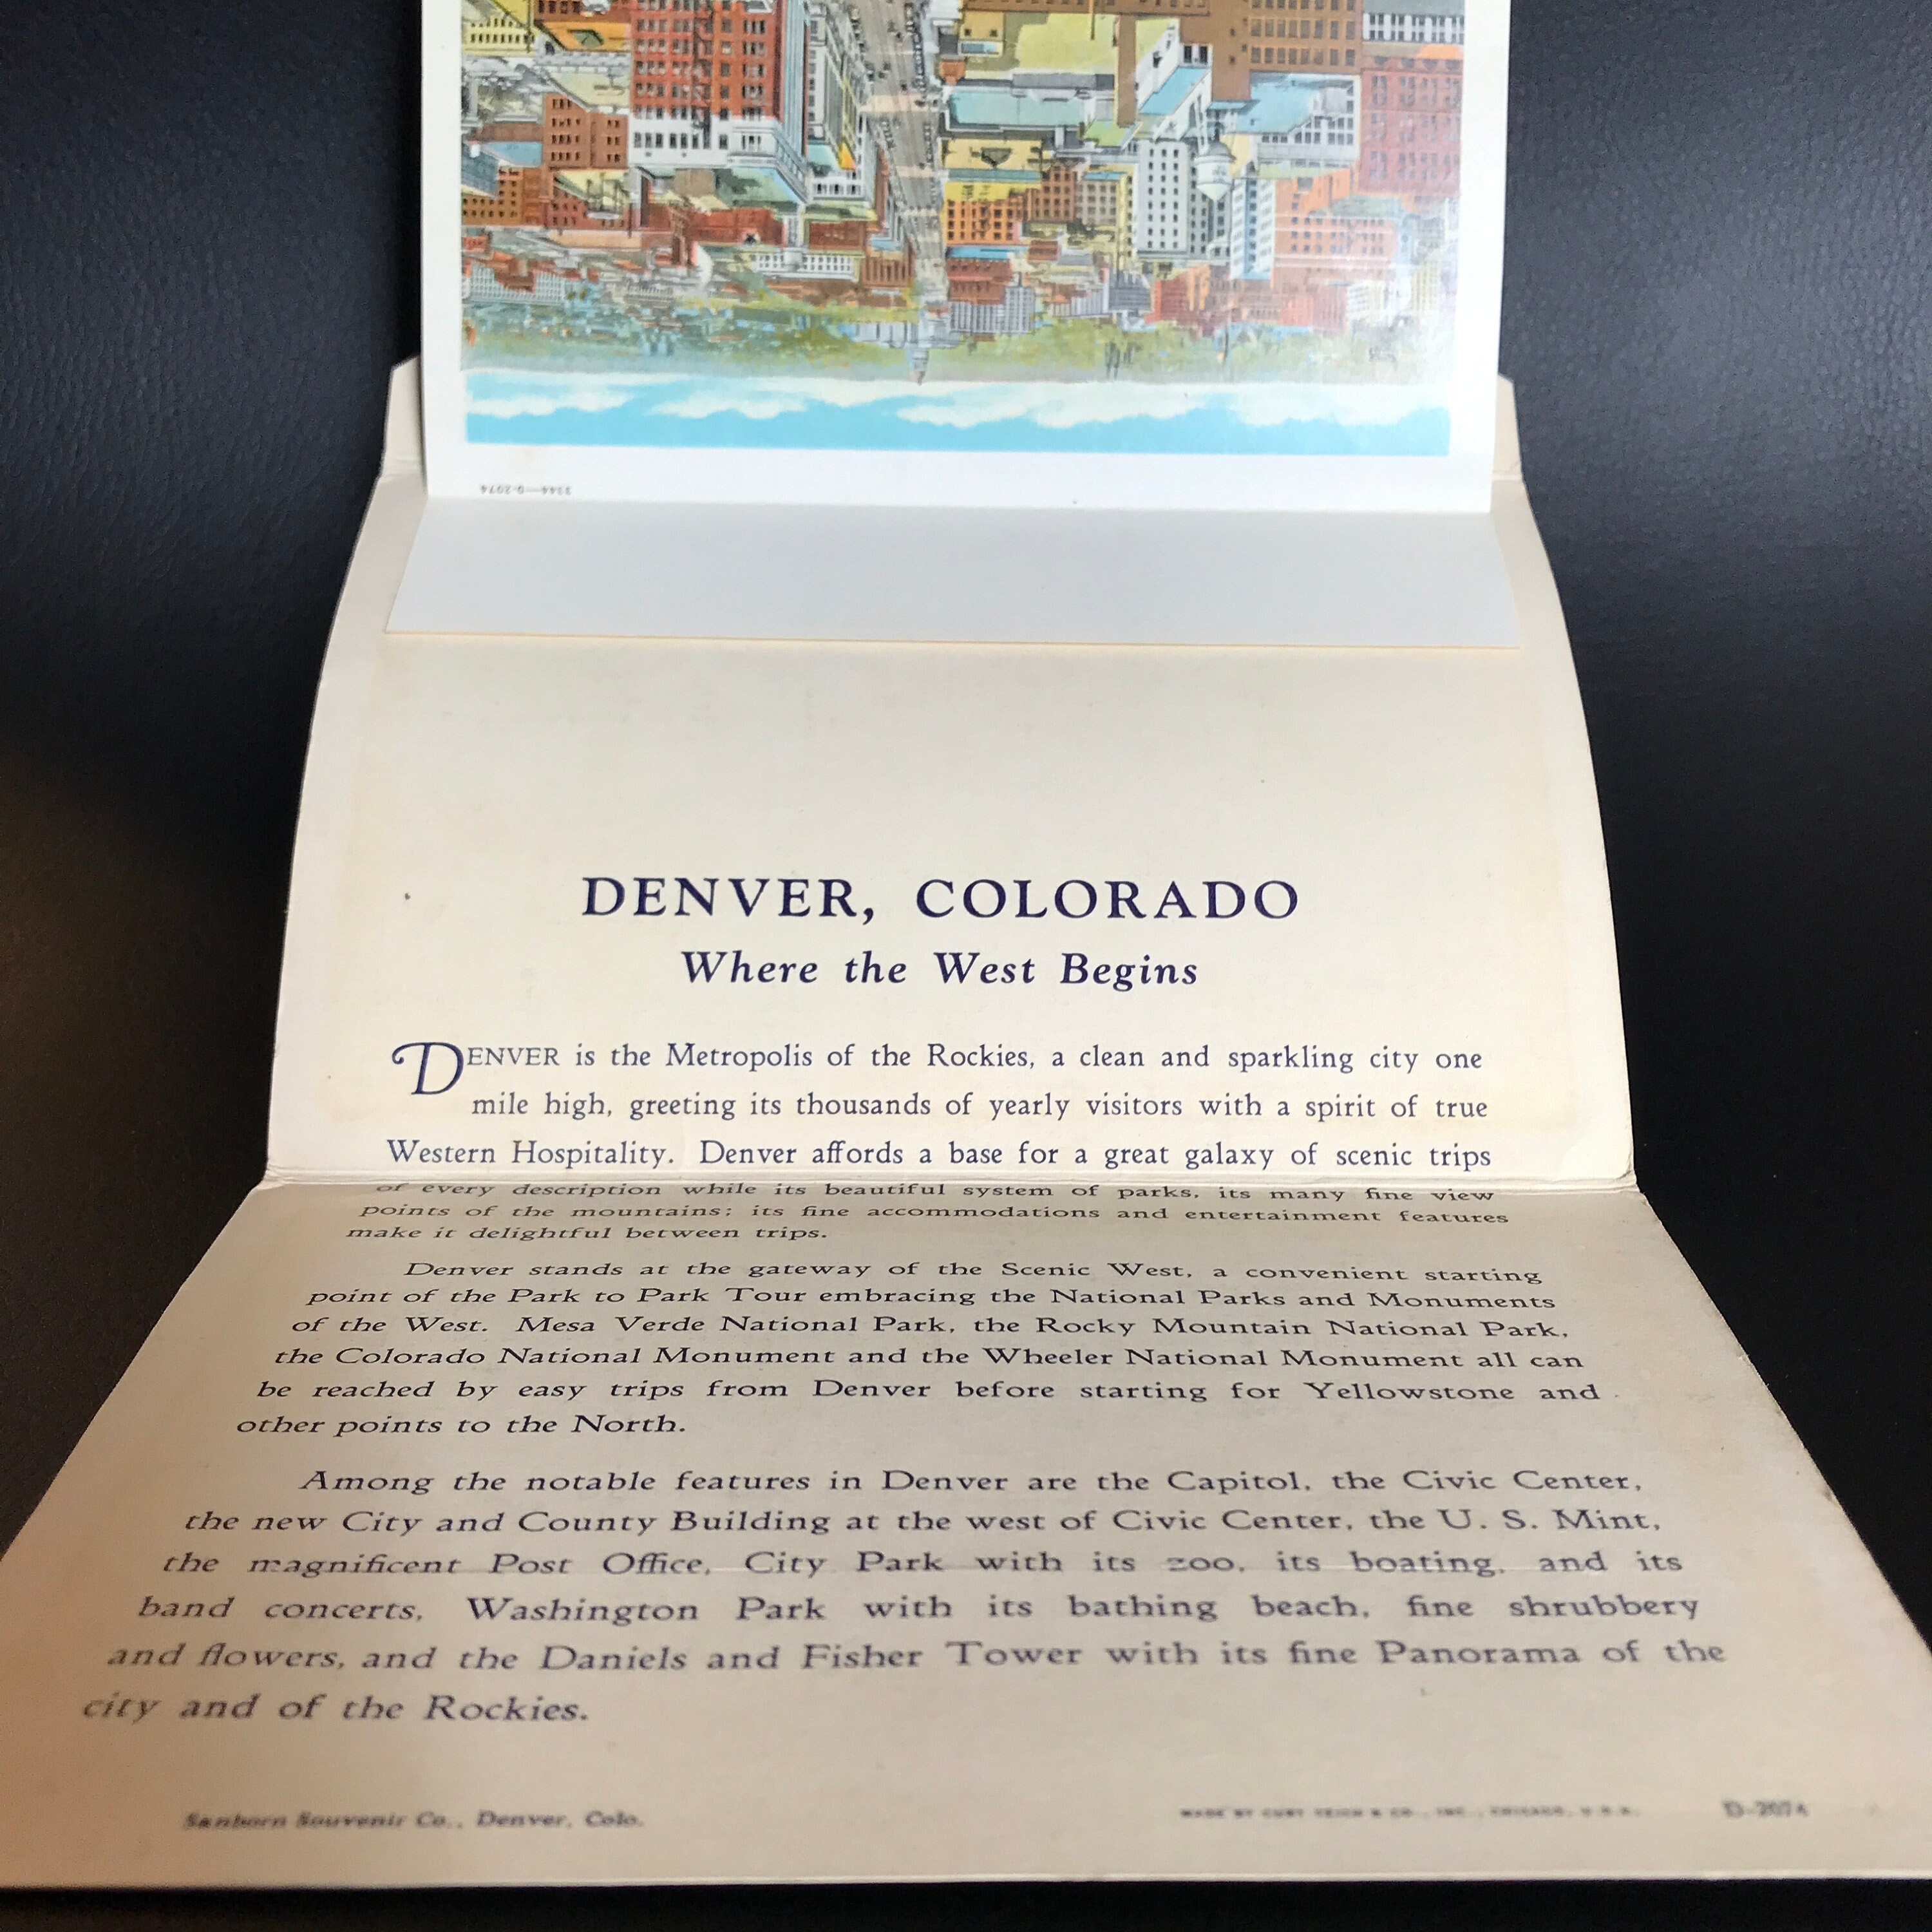 DENVER, COLORADO
Where the West Begins
DENVER is the Metropolis of the Rockies, a clean and sparkling city one
mile high, greeting its thousands of yearly visitors with a spirit of true
Western Hospitality. Denver affords a base for a great galaxy of scenic trips
of every description while its beautiful system of parks, its many fine view
points of the mountains; its fine accommodations and entertainment features
make it delightful between trips.
Denver stands at the gateway of the Scenic West, a convenient starting
point of the Park to Park Tour embracing the National Parks and Monuments
of the West. Mesa Verde National Park, the Rocky Mountain National Park,
the Colorado National Monument and the Wheeler National Monument all can
be reached by easy trips from Denver before starting for Yellowstone and
other points to the North.
Among the notable features in Denver are the Capitol, the Civic Center,
the new City and County Building at the west of Civic Center, the U. S. Mint,
the magnificent Post Office, City Park with its zoo, its boating, and its
band concerts, Washington Park with its bathing beach, fine shrubbery
and flowers, and the Daniels and Fisher Tower with its fine Panorama of the
city and of the Rockies.
Sanborn Souvenir Co., Denver, Colo.
MADE BY CURT TEICH & CO., INC., CHICAGO, U.S.A.
D-2074